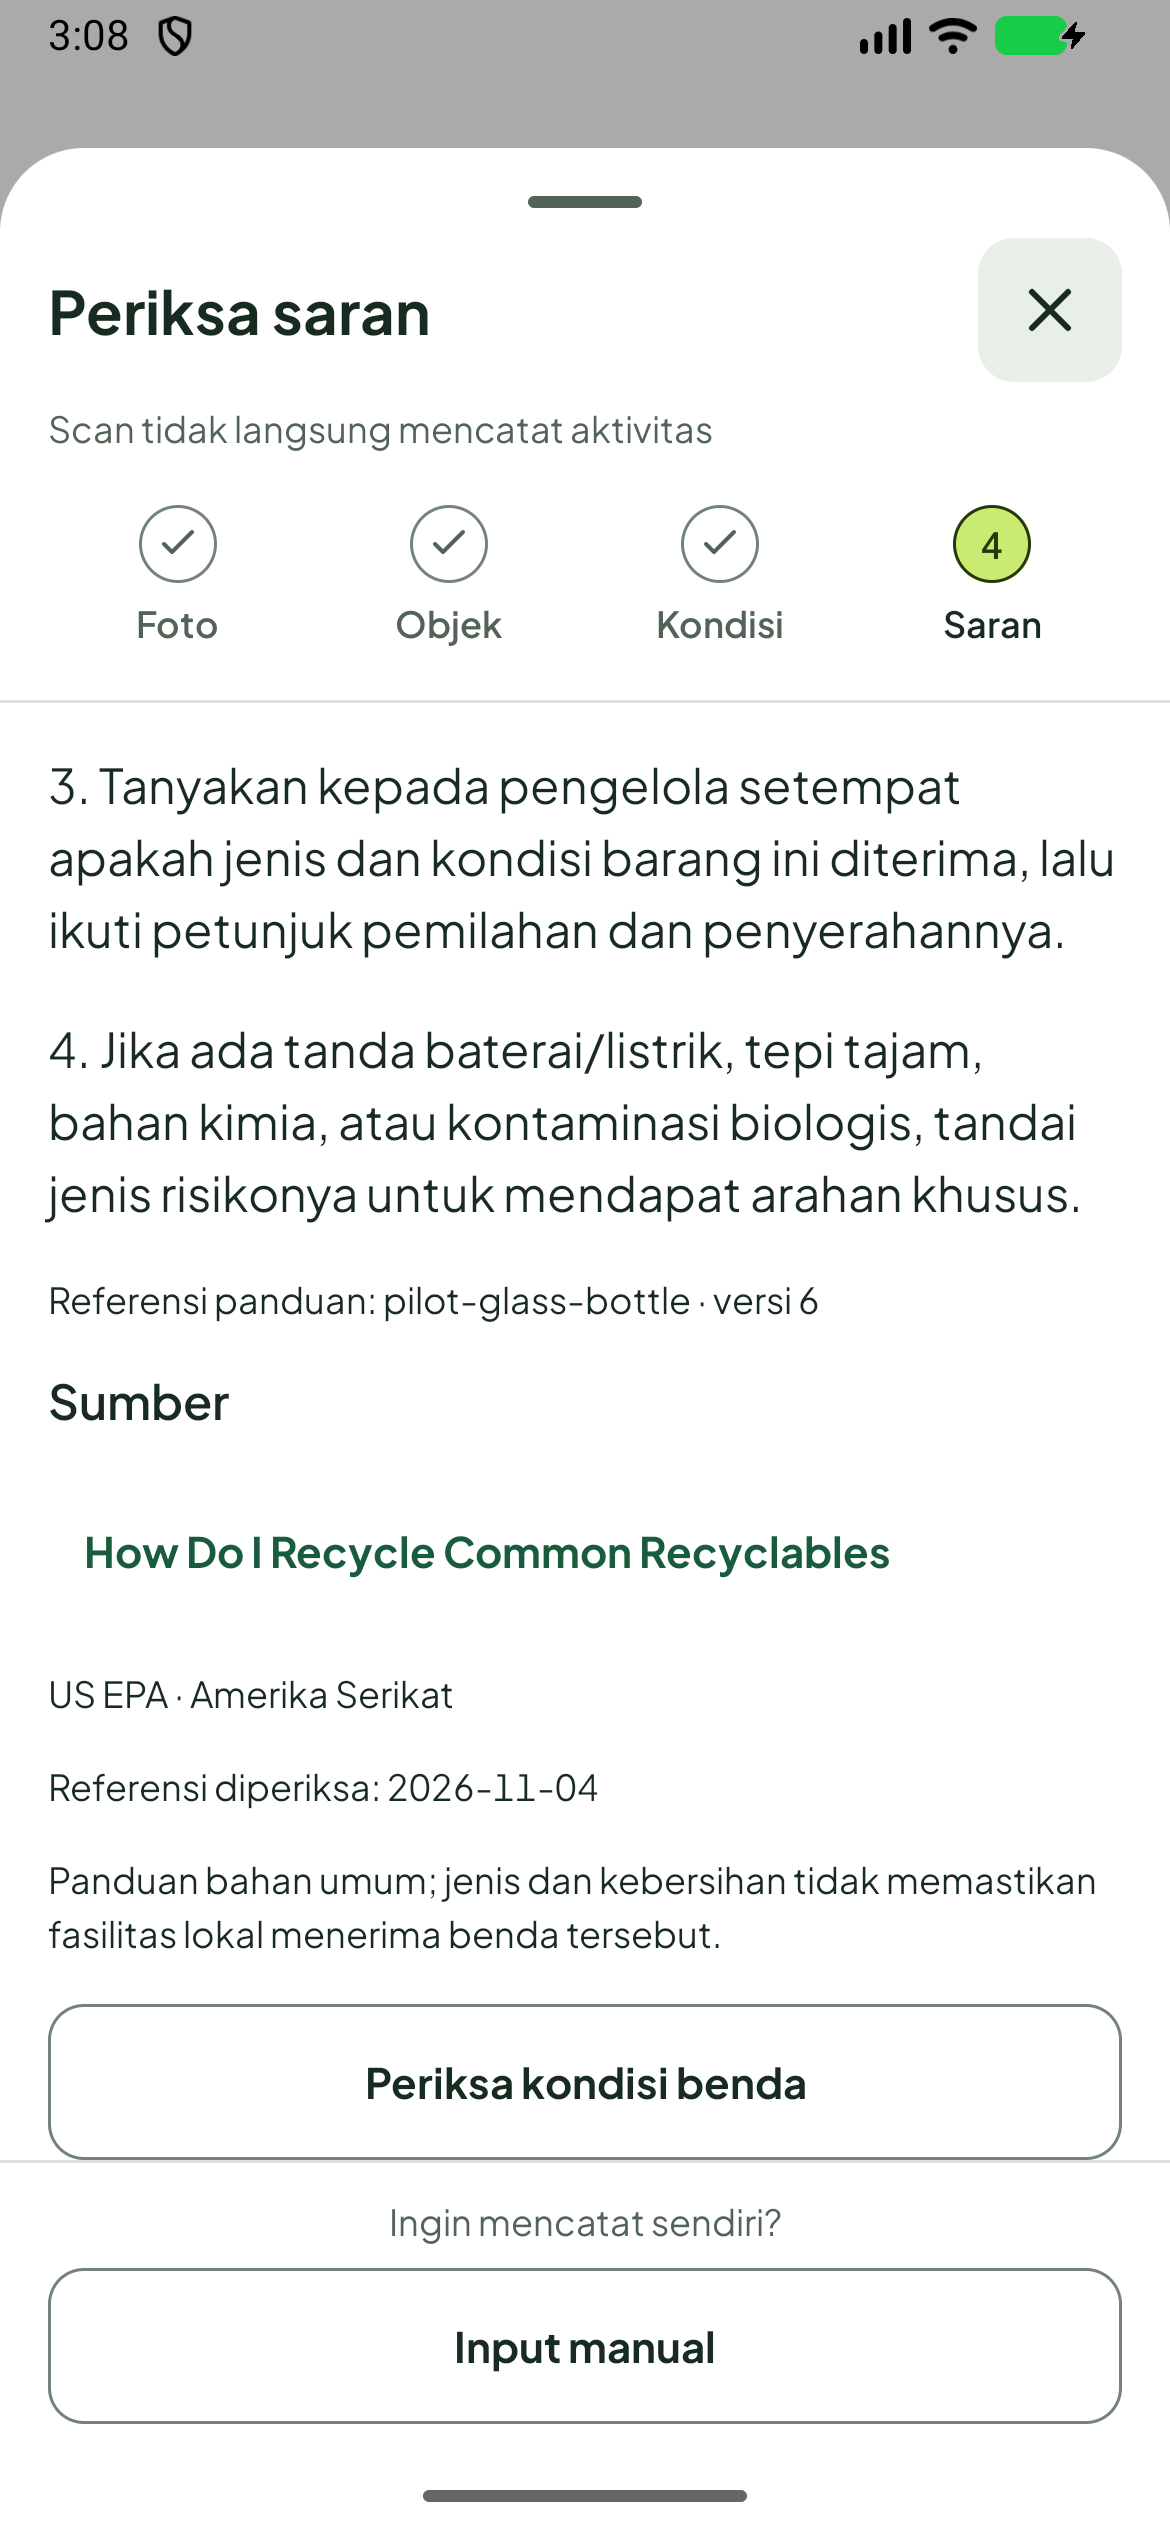 3:08
Periksa saran
Scan tidak langsung mencatat aktivitas
4
Foto
Objek
Kondisi
Saran
3. Tanyakan kepada pengelola setempat
apakah jenis dan kondisi barang ini diterima, lalu
ikuti petunjuk pemilahan dan penyerahannya.
4. Jika ada tanda baterai/listrik, tepi tajam,
bahan kimia, atau kontaminasi biologis, tandai
jenis risikonya untuk mendapat arahan khusus.
Referensi panduan: pilot-glass-bottle · versi 6
Sumber
How Do I Recycle Common Recyclables
US EPA · Amerika Serikat
Referensi diperiksa: 2026-11-04
Panduan bahan umum; jenis dan kebersihan tidak memastikan
fasilitas lokal menerima benda tersebut.
Periksa kondisi benda
Ingin mencatat sendiri?
Input manual